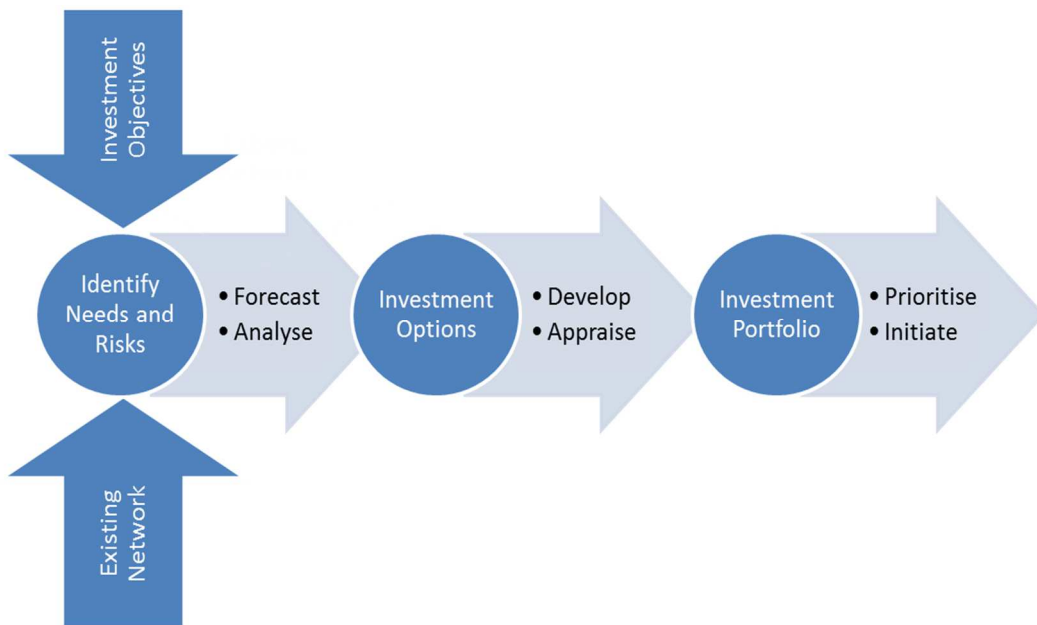 Investment
Objectives
Identify
Needs and
Risks
• Forecast
• Analyse
Investment
Options
• Develop
• Appraise
Investment
Portfolio
• Prioritise
• Initiate
Existing
Network